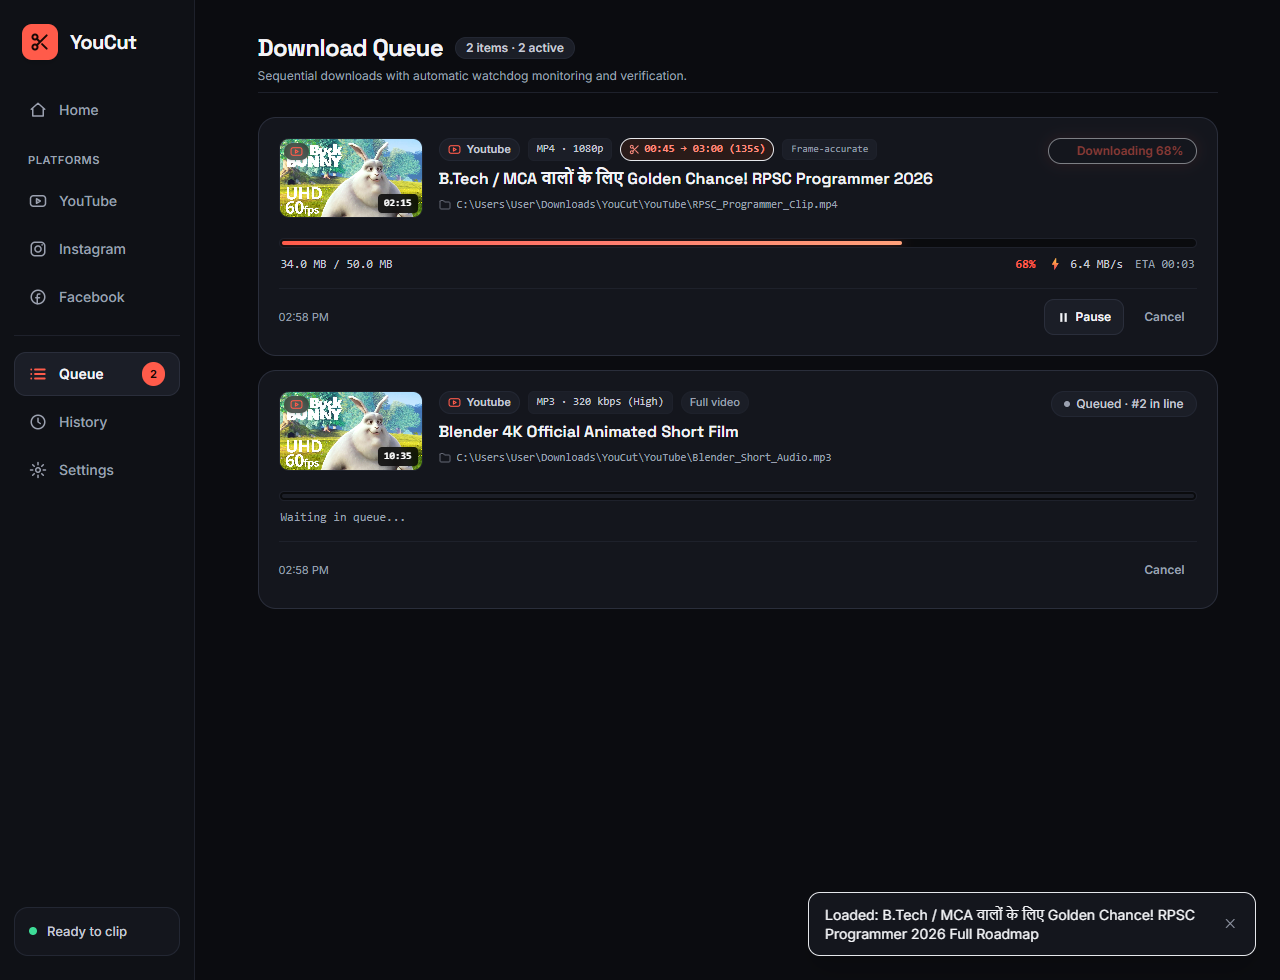 YouCut
Home
PLATFORMS
YouTube
Instagram
Facebook
Queue 2
History
Settings
Ready to clip
Download Queue 2 items · 2 active
Sequential downloads with automatic watchdog monitoring and verification.
Buck
BUNNY
UHD
60fps
02:15
Youtube MP4 · 1080p 00:45 → 03:00 (135s) Frame-accurate Downloading 68%
B.Tech / MCA वालों के लिए Golden Chance! RPSC Programmer 2026
C:\Users\User\Downloads\YouCut\YouTube\RPSC_Programmer_Clip.mp4
34.0 MB / 50.0 MB 68% 6.4 MB/s ETA 00:03
02:58 PM Pause Cancel
Buck
BUNNY
UHD
60fps
10:35
Youtube MP3 · 320 kbps (High) Full video Queued · #2 in line
Blender 4K Official Animated Short Film
C:\Users\User\Downloads\YouCut\YouTube\Blender_Short_Audio.mp3
Waiting in queue...
02:58 PM Cancel
Loaded: B.Tech / MCA वालों के लिए Golden Chance! RPSC
Programmer 2026 Full Roadmap